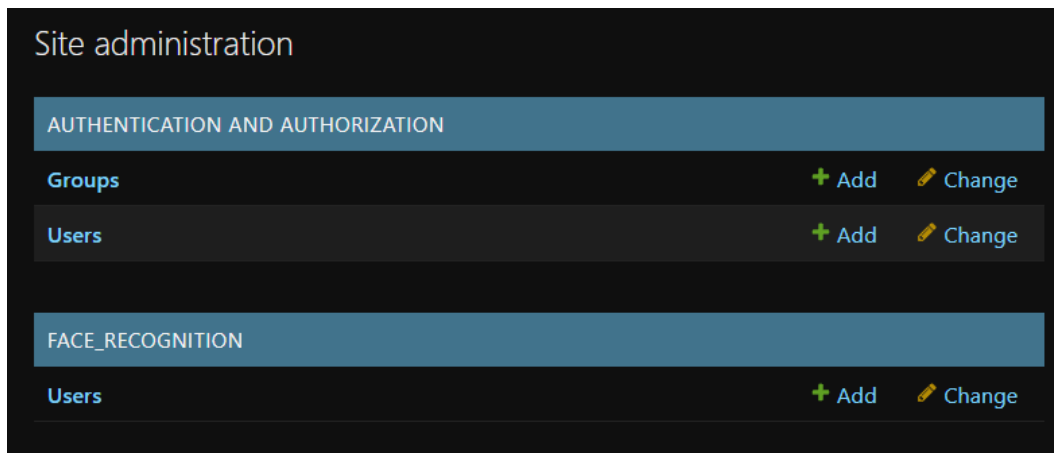 Site administration
AUTHENTICATION AND AUTHORIZATION
Groups Add Change
Users Add Change
FACE_RECOGNITION
Users Add Change